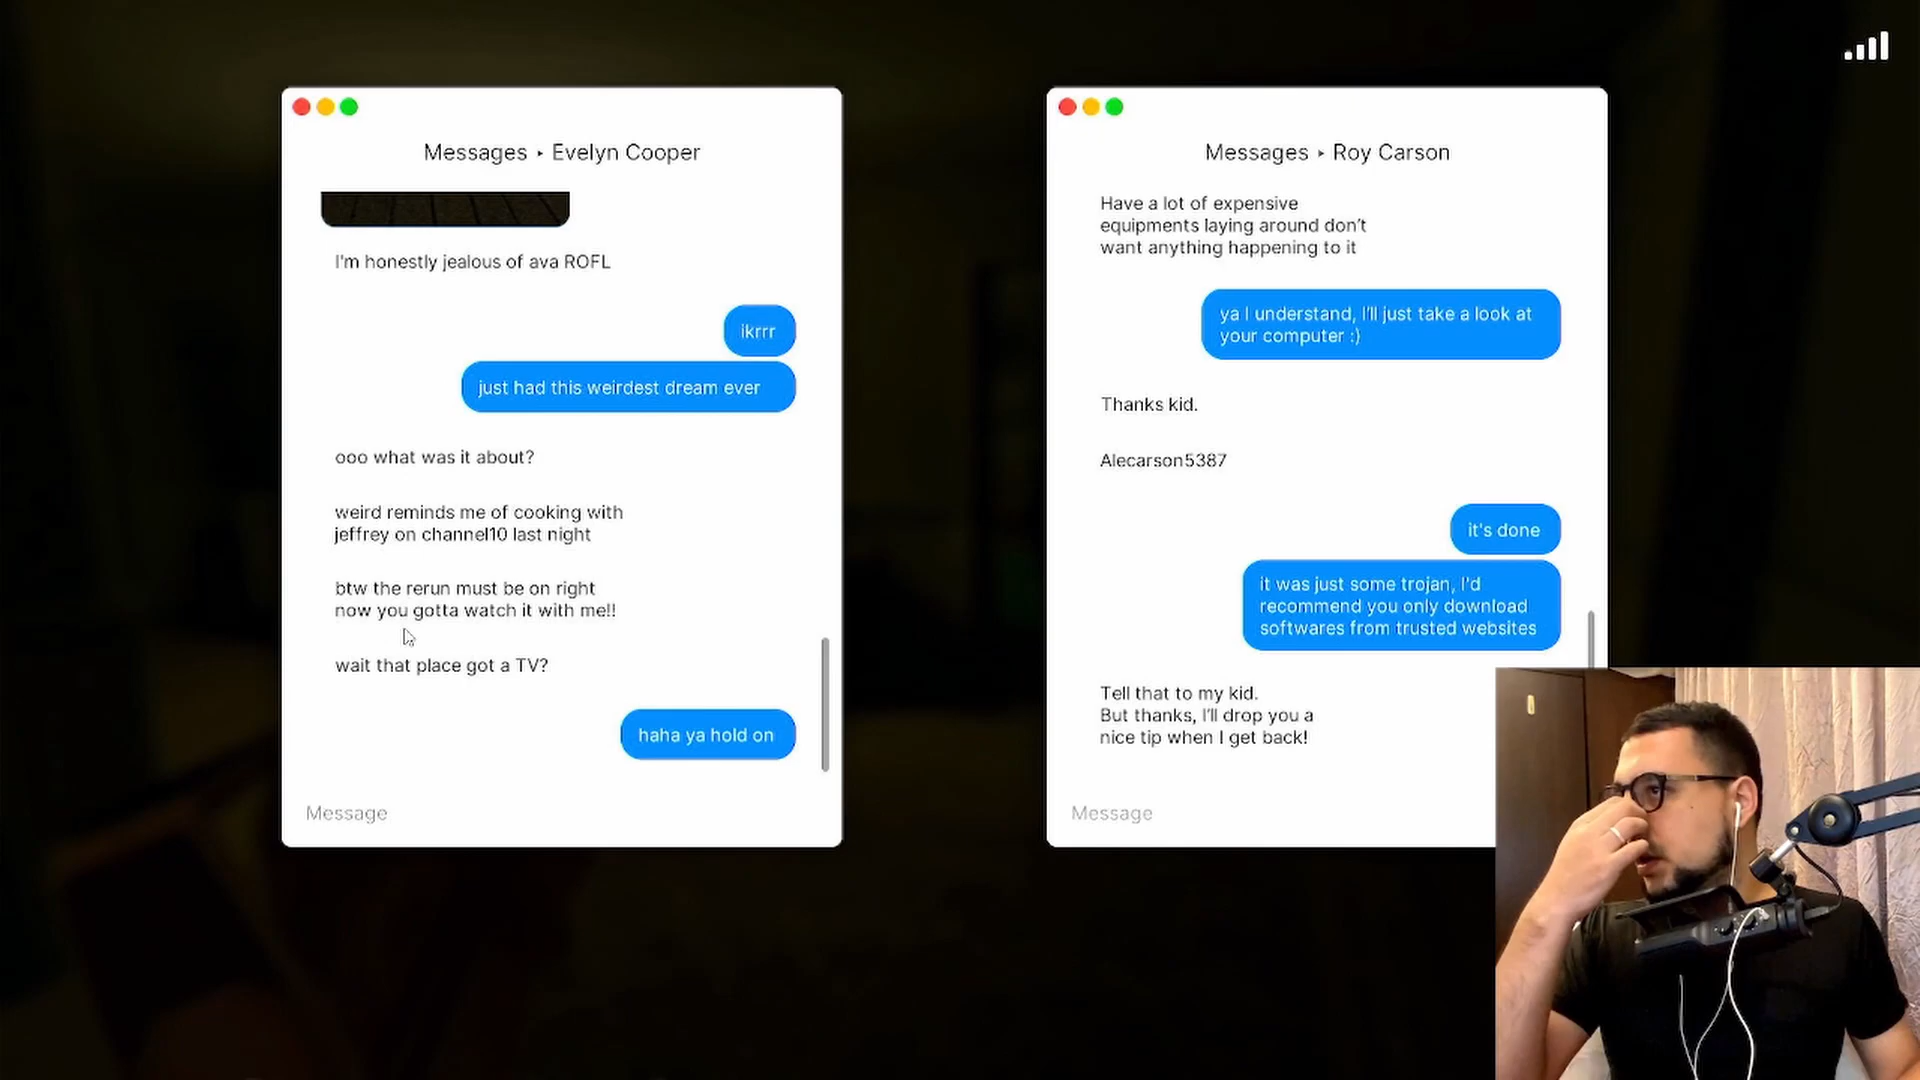 Messages ▸ Evelyn Cooper
I'm honestly jealous of ava ROFL
ikrrr
just had this weirdest dream ever
ooo what was it about?
weird reminds me of cooking with
jeffrey on channel10 last night
btw the rerun must be on right
now you gotta watch it with me!!
wait that place got a TV?
haha ya hold on
Message
Messages ▸ Roy Carson
Have a lot of expensive
equipments laying around don't
want anything happening to it
ya I understand, I'll just take a look at
your computer :)
Thanks kid.
Alecarson5387
it's done
it was just some trojan, I'd
recommend you only download
softwares from trusted websites
Tell that to my kid.
But thanks, I'll drop you a
nice tip when I get back!
Message